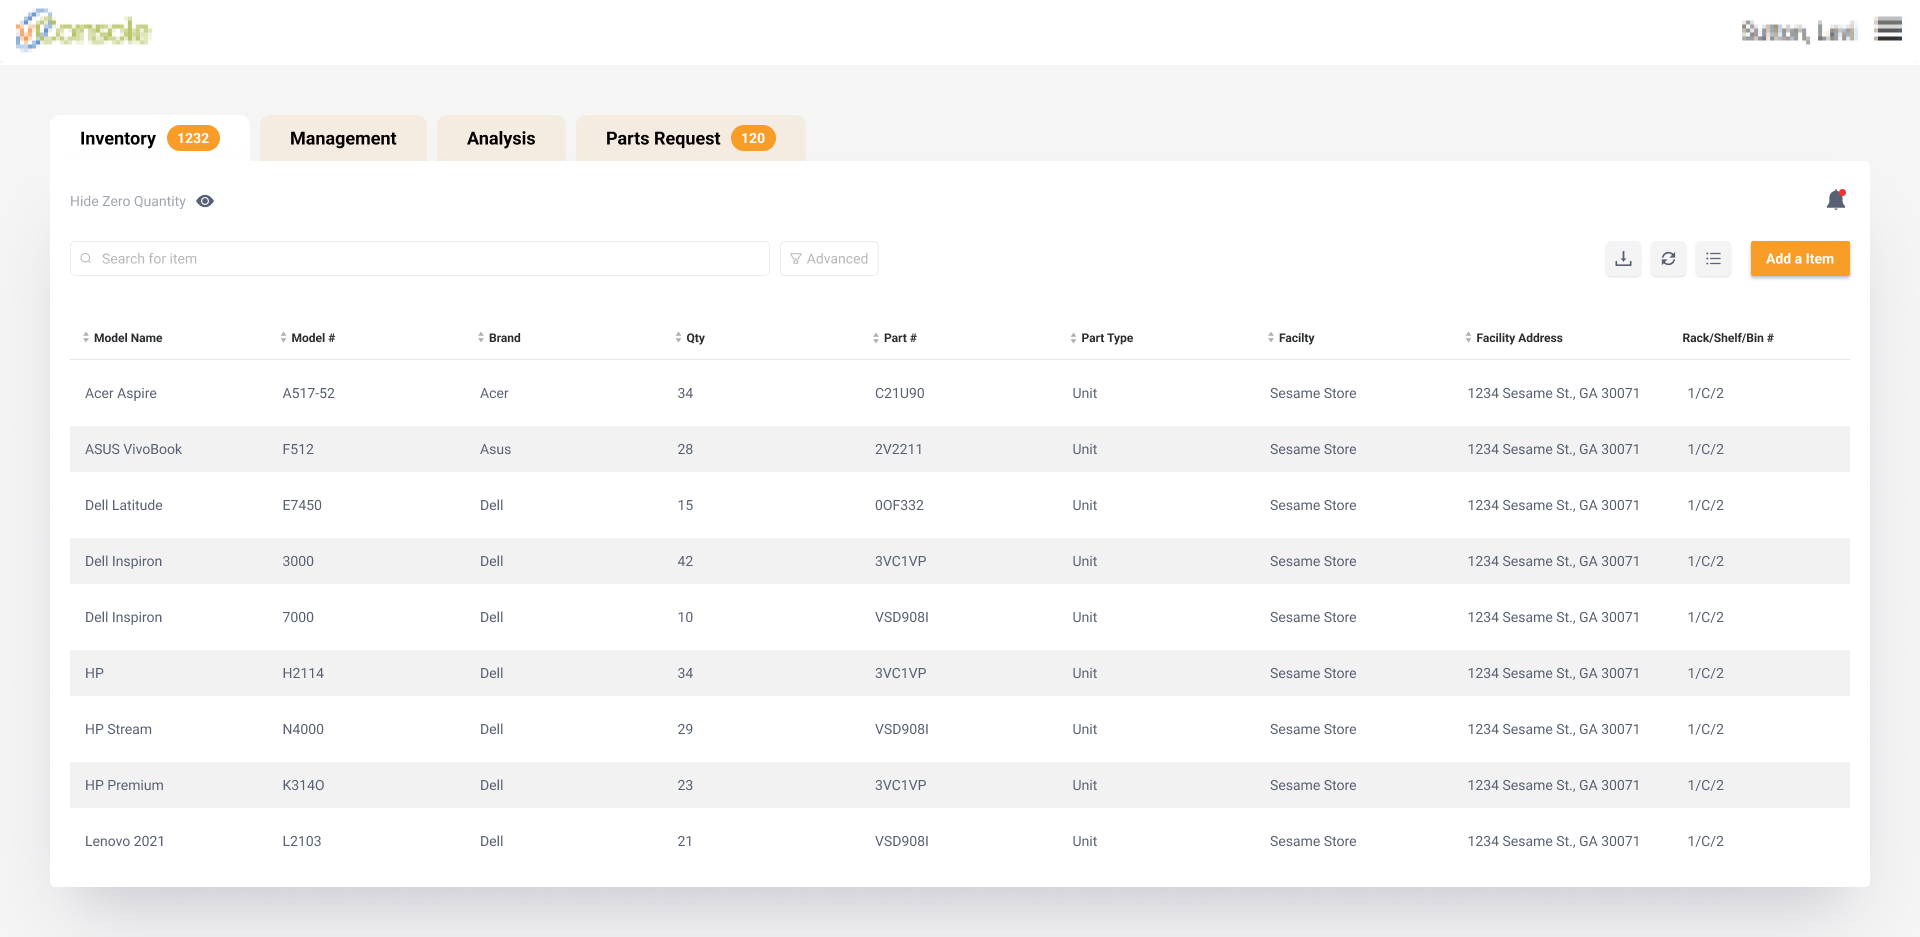 vConsole Sutton, Levi
Inventory 1232 Management Analysis Parts Request 120
Hide Zero Quantity
Search for item Advanced Add a Item
Model Name Model # Brand Qty Part # Part Type Facilty Facility Address Rack/Shelf/Bin #
Acer Aspire A517-52 Acer 34 C21U90 Unit Sesame Store 1234 Sesame St., GA 30071 1/C/2
ASUS VivoBook F512 Asus 28 2V2211 Unit Sesame Store 1234 Sesame St., GA 30071 1/C/2
Dell Latitude E7450 Dell 15 0OF332 Unit Sesame Store 1234 Sesame St., GA 30071 1/C/2
Dell Inspiron 3000 Dell 42 3VC1VP Unit Sesame Store 1234 Sesame St., GA 30071 1/C/2
Dell Inspiron 7000 Dell 10 VSD908I Unit Sesame Store 1234 Sesame St., GA 30071 1/C/2
HP H2114 Dell 34 3VC1VP Unit Sesame Store 1234 Sesame St., GA 30071 1/C/2
HP Stream N4000 Dell 29 VSD908I Unit Sesame Store 1234 Sesame St., GA 30071 1/C/2
HP Premium K314O Dell 23 3VC1VP Unit Sesame Store 1234 Sesame St., GA 30071 1/C/2
Lenovo 2021 L2103 Dell 21 VSD908I Unit Sesame Store 1234 Sesame St., GA 30071 1/C/2